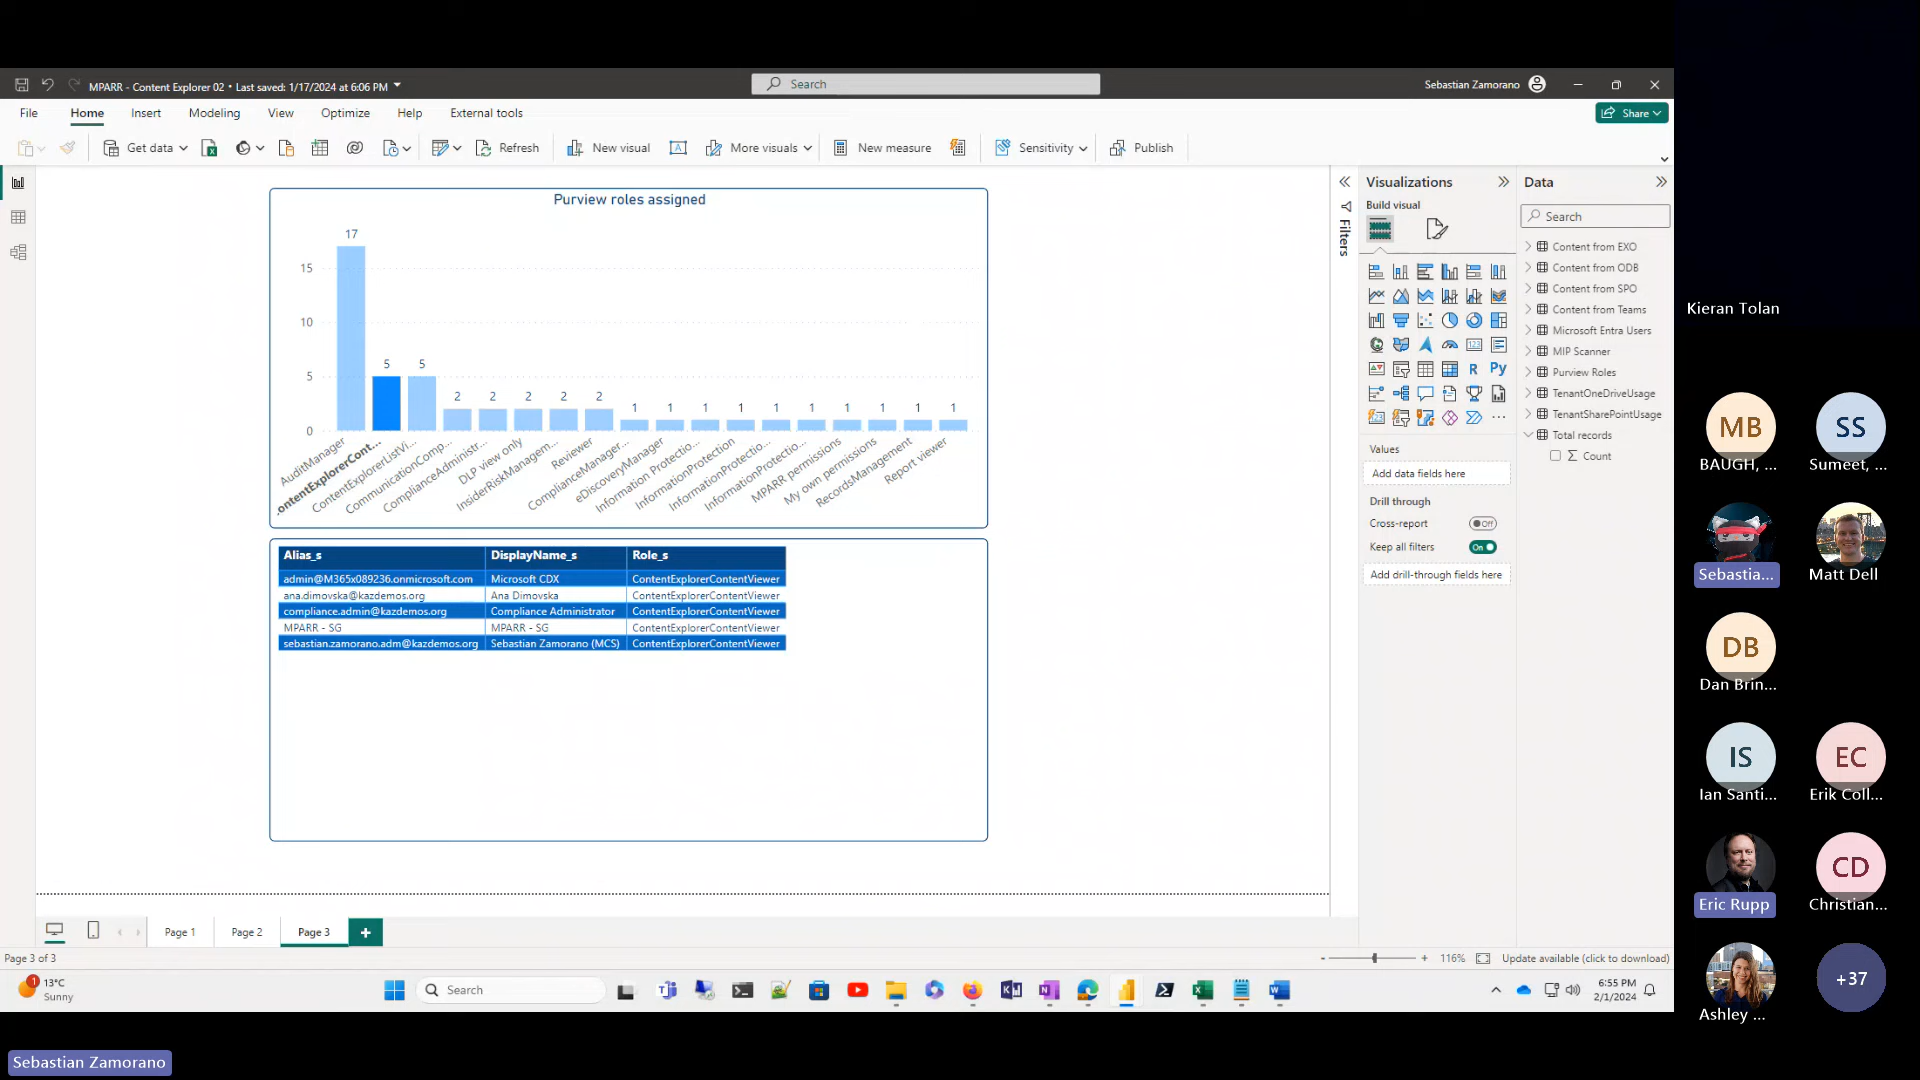 MPARR - Content Explorer 02 • Last saved: 1/17/2024 at 6:06 PM
Search
Sebastian Zamorano
File Home Insert Modeling View Optimize Help External tools
Share
Get data
Refresh
New visual
More visuals
New measure
Sensitivity
Publish
Purview roles assigned
17
15
10
5
0
5 5 2 2 2 2 2 1 1 1 1 1 1 1 1 1 1
AuditManager
.ontentExplorerCont...
ContentExplorerListVi...
CommunicationComp...
ComplianceAdministr...
DLP view only
InsiderRiskManagem...
Reviewer
ComplianceManager...
eDiscoveryManager
Information Protectio...
InformationProtection
InformationProtectio...
InformationProtectio...
MPARR permissions
My own permissions
RecordsManagement
Report viewer
Alias_s DisplayName_s Role_s
admin@M365x089236.onmicrosoft.com Microsoft CDX ContentExplorerContentViewer
ana.dimovska@kazdemos.org Ana Dimovska ContentExplorerContentViewer
compliance.admin@kazdemos.org Compliance Administrator ContentExplorerContentViewer
MPARR - SG MPARR - SG ContentExplorerContentViewer
sebastian.zamorano.adm@kazdemos.org Sebastian Zamorano (MCS) ContentExplorerContentViewer
Filters
Visualizations
Build visual
R Py
123
Values
Add data fields here
Drill through
Cross-report Off
Keep all filters On
Add drill-through fields here
Data
Search
Content from EXO
Content from ODB
Content from SPO
Content from Teams
Microsoft Entra Users
MIP Scanner
Purview Roles
TenantOneDriveUsage
TenantSharePointUsage
Total records
Σ Count
Page 1 Page 2 Page 3 +
Page 3 of 3
- + 116%
Update available (click to download)
1
13°C
Sunny
Search
6:55 PM
2/1/2024
Kieran Tolan
MB
BAUGH, ...
SS
Sumeet, ...
Sebastia...
Matt Dell
DB
Dan Brin...
IS
Ian Santi...
EC
Erik Coll...
Eric Rupp
CD
Christian...
Ashley ...
+37
Sebastian Zamorano